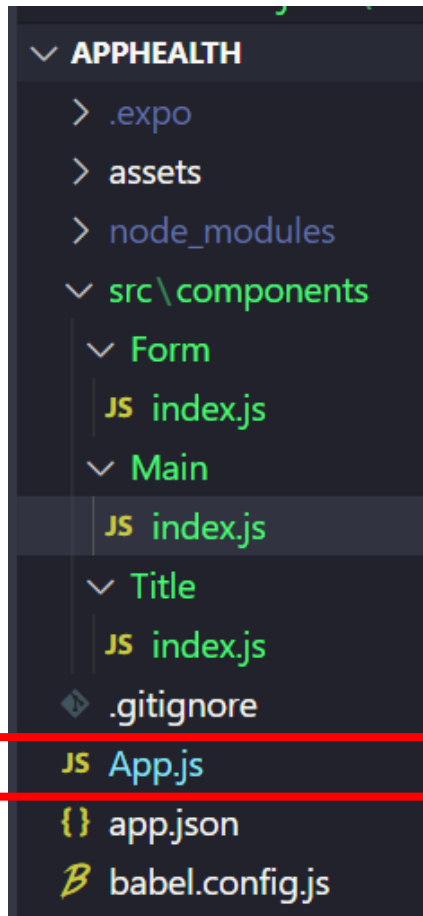 APPHEALTH
.expo
assets
node_modules
src\components
Form
JS index.js
Main
JS index.js
Title
JS index.js
.gitignore
JS App.js
{} app.json
B babel.config.js